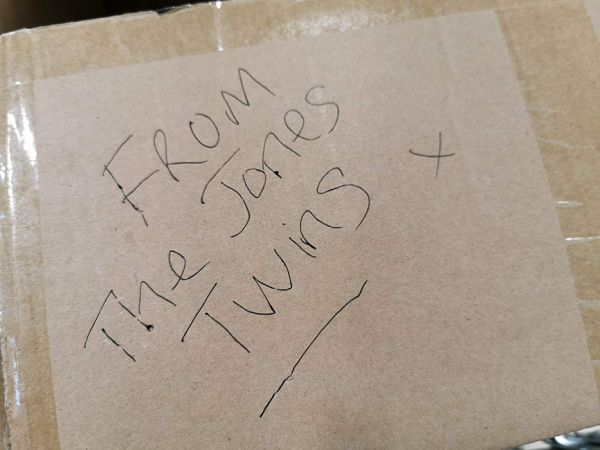 FROM
The Jones
Twins
+